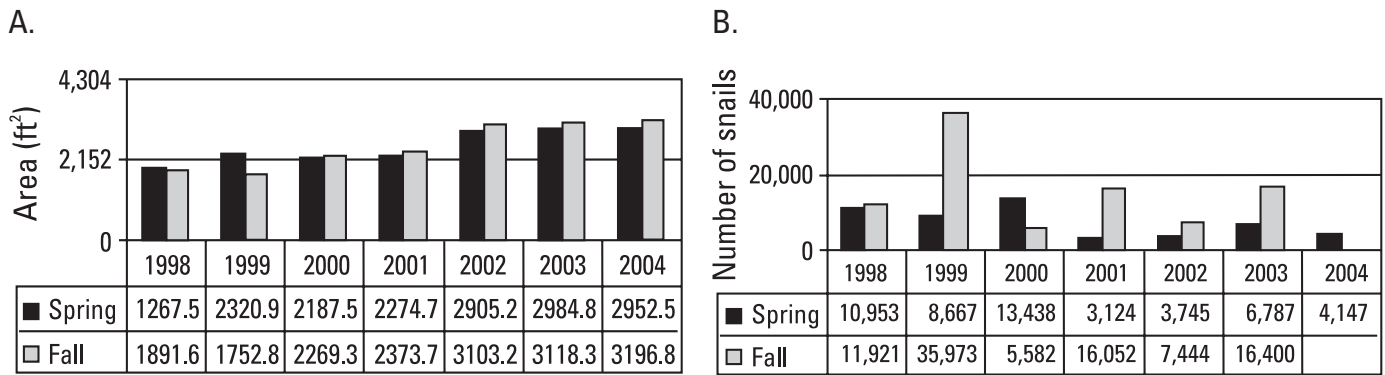 A.
Area (ft²)
4,304
2,152
0
1998 1999 2000 2001 2002 2003 2004
Spring 1267.5 2320.9 2187.5 2274.7 2905.2 2984.8 2952.5
Fall 1891.6 1752.8 2269.3 2373.7 3103.2 3118.3 3196.8
B.
Number of snails
40,000
20,000
0
1998 1999 2000 2001 2002 2003 2004
Spring 10,953 8,667 13,438 3,124 3,745 6,787 4,147
Fall 11,921 35,973 5,582 16,052 7,444 16,400